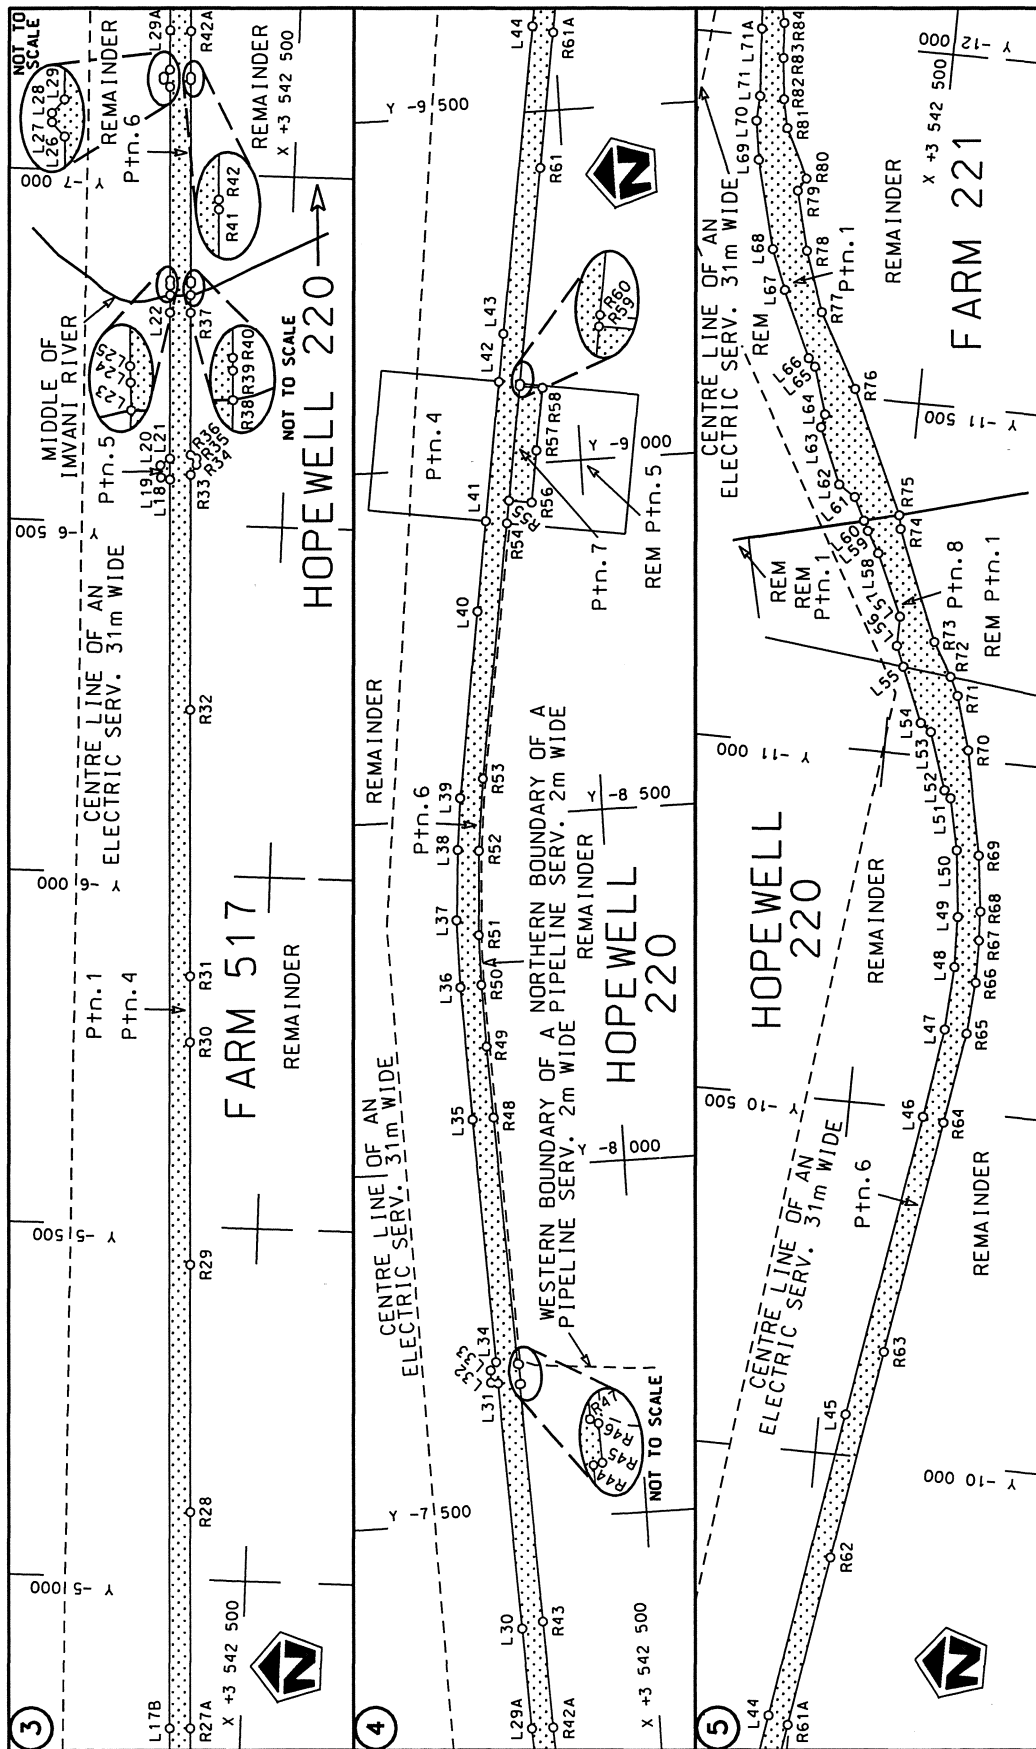 3
NOT TO
SCALE
L17B
R27A
X +3 542 500
N
Y -5 000
R28
R29
Y -5 500
R30
R31
FARM 517
REMAINDER
Ptn.1
Ptn.4
Y -6 000
CENTRE LINE OF AN
ELECTRIC SERV. 31m WIDE
R32
Y -6 500
L18
L19
L20
L21
R33
R34
R35
R36
Ptn.5
MIDDLE OF
IMVANI RIVER
L22
R37
L23
L24
L25
R38
R39
R40
NOT TO SCALE
HOPEWELL 220
Y -7 000
R41
R42
L26
L27
L28
L29
REMAINDER
Ptn.6
REMAINDER
X +3 542 500
L29A
R42A
4
L29A
R42A
X +3 542 500
L30
R43
Y -7 500
L31
L32
L33
L34
R44
R45
R46
R47
NOT TO SCALE
CENTRE LINE OF AN
ELECTRIC SERV. 31m WIDE
WESTERN BOUNDARY OF A
PIPELINE SERV. 2m WIDE
Y -8 000
L35
R48
R49
L36
R50A
L37
R51
HOPEWELL
220
REMAINDER
NORTHERN BOUNDARY OF A
PIPELINE SERV. 2m WIDE
L38
R52
Ptn.6
L39
R53
REMAINDER
Y -8 500
L40
L41
R54
R55
R56
R57
R58
Ptn.7
REM Ptn.5
Ptn.4
Y -9 000
L42
L43
R59
R60
R61
N
Y -9 500
L44
R61A
5
L44
R61A
N
R62
Y -10 000
L45
R63
CENTRE LINE OF AN
ELECTRIC SERV. 31m WIDE
Ptn.6
REMAINDER
L46
R64
Y -10 500
L47
R65
L48
R66
R67
L49
R68
L50
R69
HOPEWELL
220
REMAINDER
L51
L52
R70
Y -11 000
L53
L54
R71
L55
R72
L56
L57
R73
REM Ptn.1
Ptn.8
L58
L59
L60
REM
REM
Ptn.1
R74
R75
L61
L62
L63
L64
R76
Y -11 500
L65
L66
REM
R77
L67
Ptn.1
L68
R78
CENTRE LINE OF AN
ELECTRIC SERV. 31m WIDE
R79
R80
L69
L70
R81
L71
R82
R83
L71A
R84
REMAINDER
FARM 221
X +3 542 500
Y -12 000